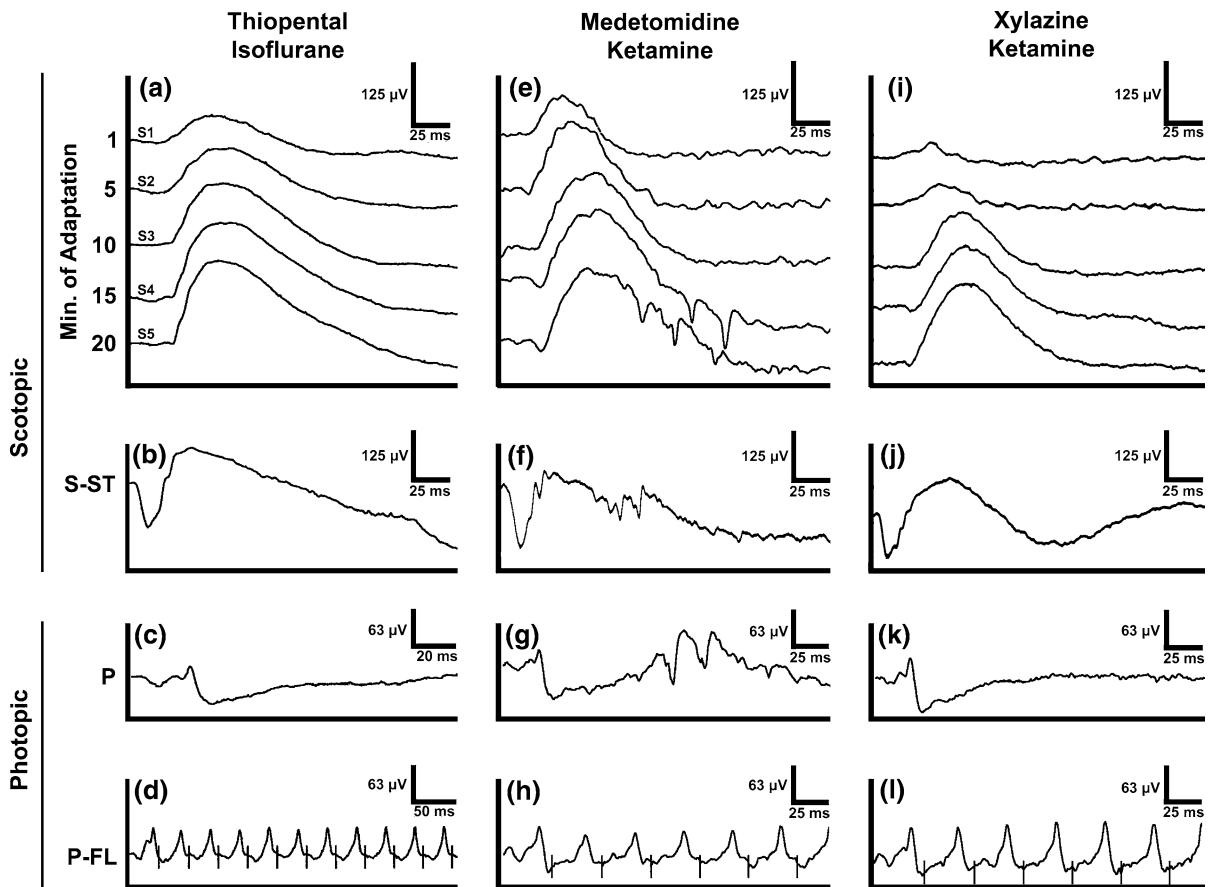 Thiopental
Isoflurane
Medetomidine
Ketamine
Xylazine
Ketamine
Scotopic
Min. of Adaptation
1
5
10
15
20
(a)
S1
S2
S3
S4
S5
125 µV
25 ms
(e)
125 µV
25 ms
(i)
125 µV
25 ms
S-ST
(b)
125 µV
25 ms
(f)
125 µV
25 ms
(j)
125 µV
25 ms
Photopic
P
(c)
63 µV
20 ms
(g)
63 µV
25 ms
(k)
63 µV
25 ms
P-FL
(d)
63 µV
50 ms
(h)
63 µV
25 ms
(l)
63 µV
25 ms